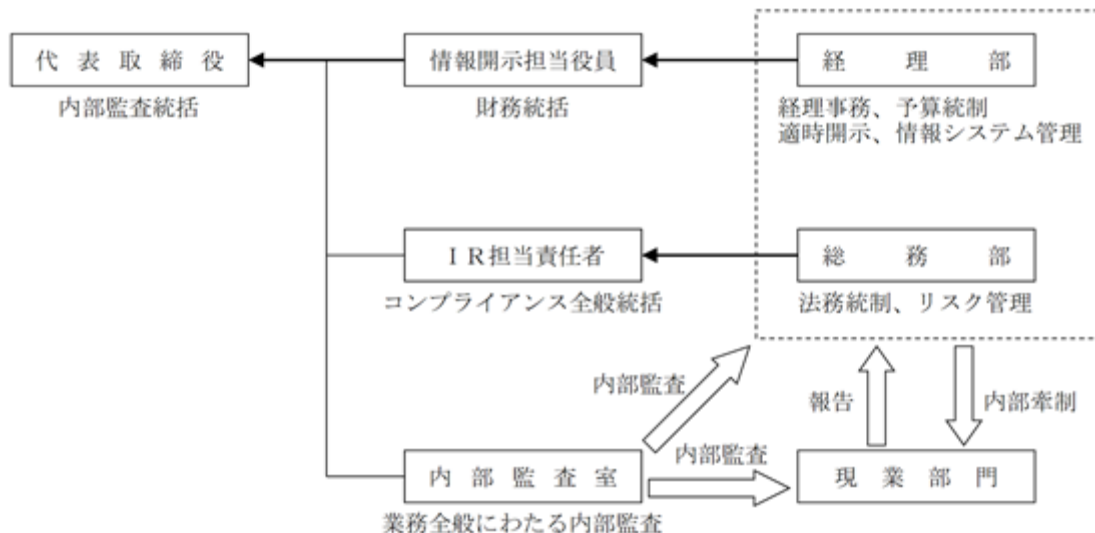 代表取締役
内部監査統括
情報開示担当役員
財務統括
経理部
経理事務、予算統制
適時開示、情報システム管理
ＩＲ担当責任者
コンプライアンス全般統括
総務部
法務統制、リスク管理
内部監査
報告
内部牽制
内部監査
内部監査室
業務全般にわたる内部監査
現業部門